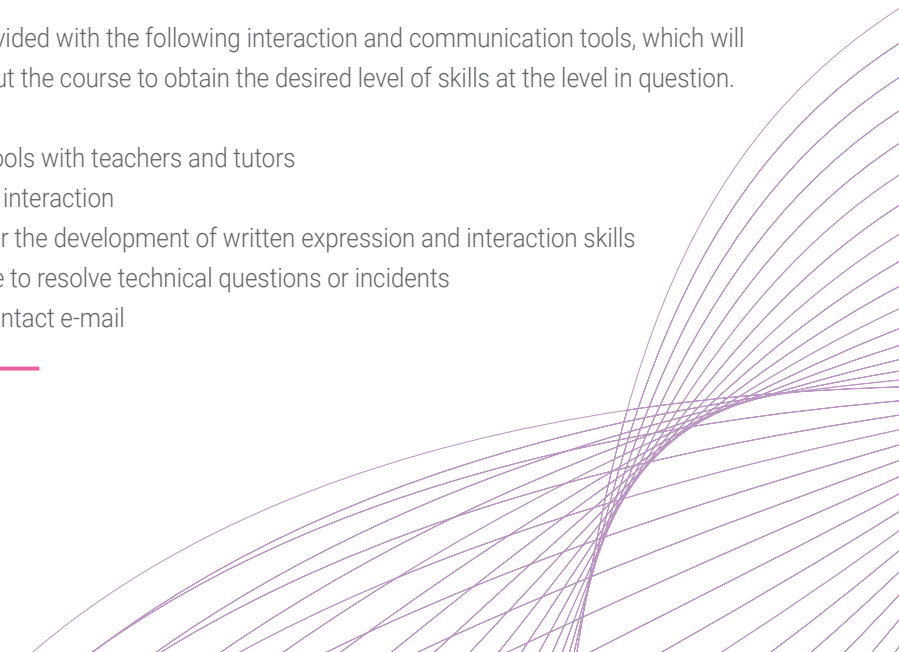 vided with the following interaction and communication tools, which will
ut the course to obtain the desired level of skills at the level in question.
ools with teachers and tutors
interaction
r the development of written expression and interaction skills
e to resolve technical questions or incidents
ntact e-mail